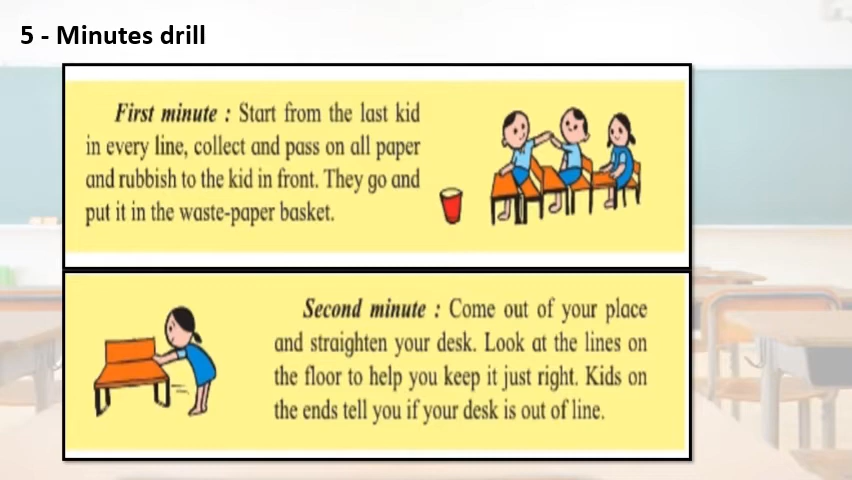 5 - Minutes drill
First minute : Start from the last kid
in every line, collect and pass on all paper
and rubbish to the kid in front. They go and
put it in the waste-paper basket.
Second minute : Come out of your place
and straighten your desk. Look at the lines on
the floor to help you keep it just right. Kids on
the ends tell you if your desk is out of line.